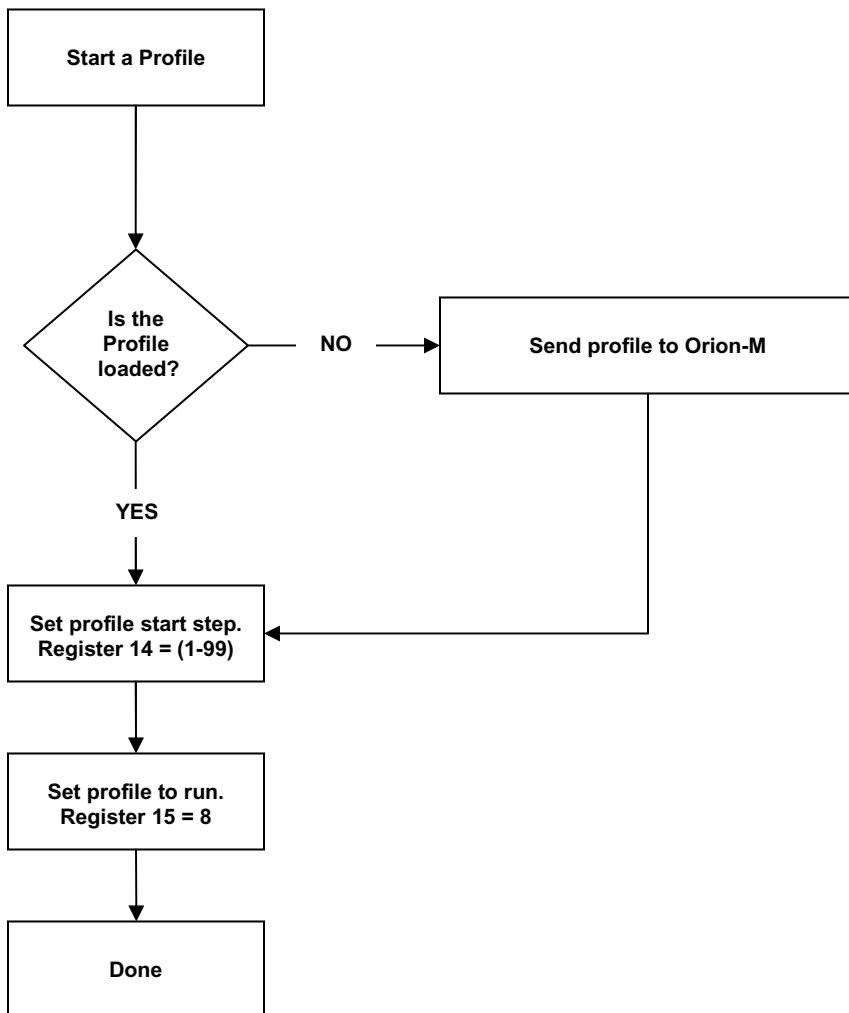 Start a Profile
Is the
Profile
loaded?
NO
Send profile to Orion-M
YES
Set profile start step.
Register 14 = (1-99)
Set profile to run.
Register 15 = 8
Done